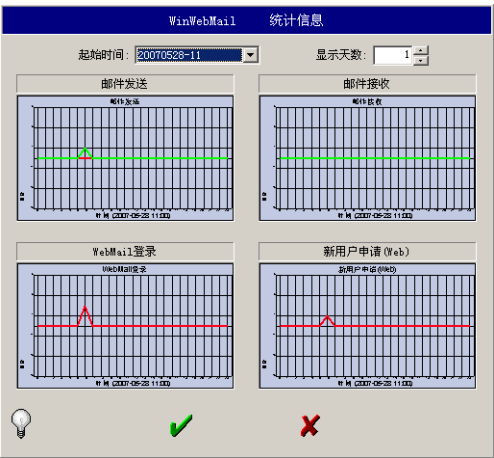 WinWebMail 统计信息
起始时间: 20070528-11 显示天数: 1
邮件发送 邮件接收
邮件发送 邮件接收
时间 (2007-05-28 11:00) 时间 (2007-05-28 11:00)
WebMail登录 新用户申请(Web)
WebMail登录 新用户申请(Web)
时间 (2007-05-28 11:00) 时间 (2007-05-28 11:00)